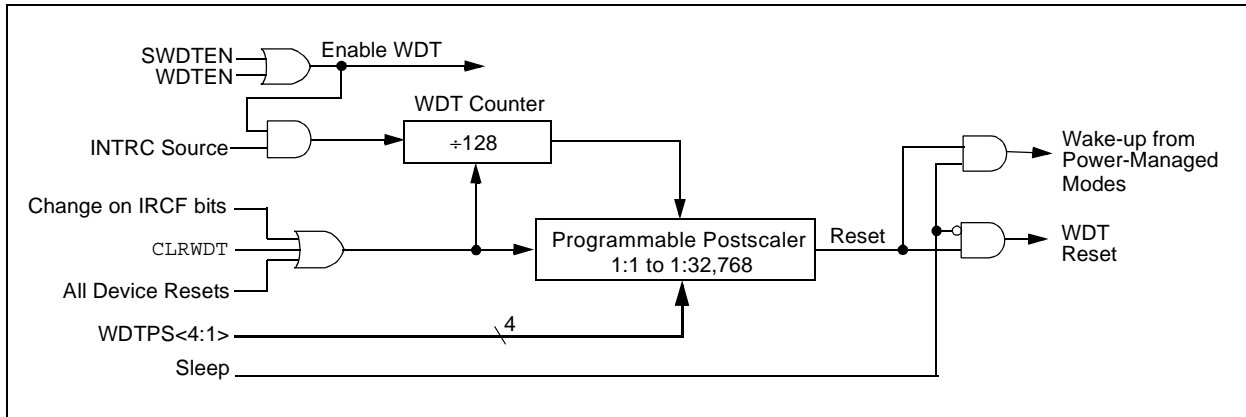 SWDTEN
WDTEN
Enable WDT
WDT Counter
÷128
INTRC Source
Wake-up from
Power-Managed
Modes
Change on IRCF bits
CLRWDT
All Device Resets
Programmable Postscaler
1:1 to 1:32,768
Reset
WDT
Reset
WDTPS<4:1>
4
Sleep